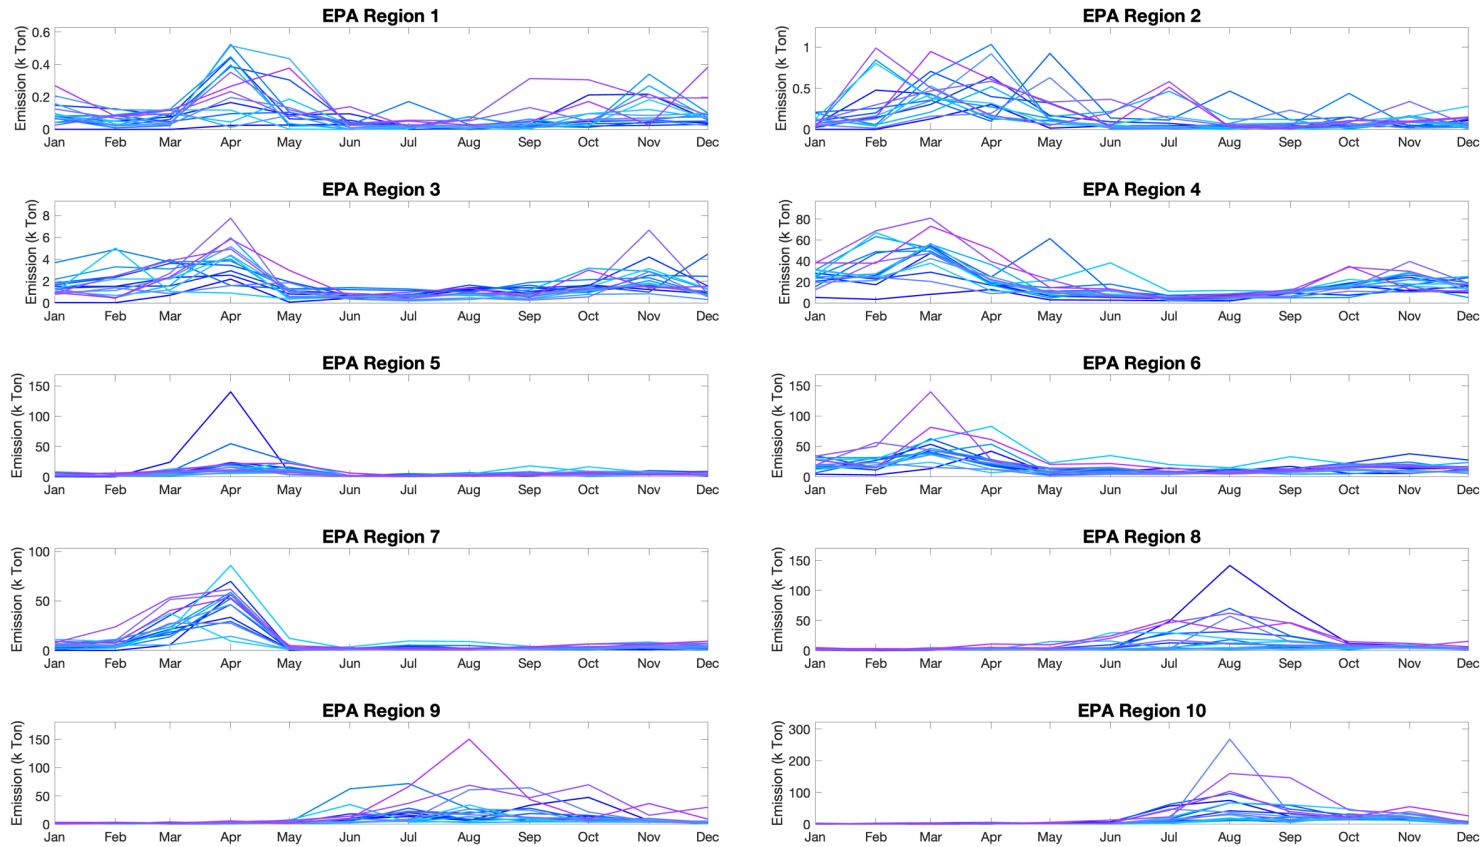 EPA Region 1
Emission (k Ton)
0.6
0.4
0.2
0
Jan Feb Mar Apr May Jun Jul Aug Sep Oct Nov Dec
EPA Region 2
Emission (k Ton)
1
0.5
0
Jan Feb Mar Apr May Jun Jul Aug Sep Oct Nov Dec
EPA Region 3
Emission (k Ton)
8
6
4
2
0
Jan Feb Mar Apr May Jun Jul Aug Sep Oct Nov Dec
EPA Region 4
Emission (k Ton)
80
60
40
20
0
Jan Feb Mar Apr May Jun Jul Aug Sep Oct Nov Dec
EPA Region 5
Emission (k Ton)
150
100
50
0
Jan Feb Mar Apr May Jun Jul Aug Sep Oct Nov Dec
EPA Region 6
Emission (k Ton)
150
100
50
0
Jan Feb Mar Apr May Jun Jul Aug Sep Oct Nov Dec
EPA Region 7
Emission (k Ton)
100
50
0
Jan Feb Mar Apr May Jun Jul Aug Sep Oct Nov Dec
EPA Region 8
Emission (k Ton)
150
100
50
0
Jan Feb Mar Apr May Jun Jul Aug Sep Oct Nov Dec
EPA Region 9
Emission (k Ton)
150
100
50
0
Jan Feb Mar Apr May Jun Jul Aug Sep Oct Nov Dec
EPA Region 10
Emission (k Ton)
300
200
100
0
Jan Feb Mar Apr May Jun Jul Aug Sep Oct Nov Dec